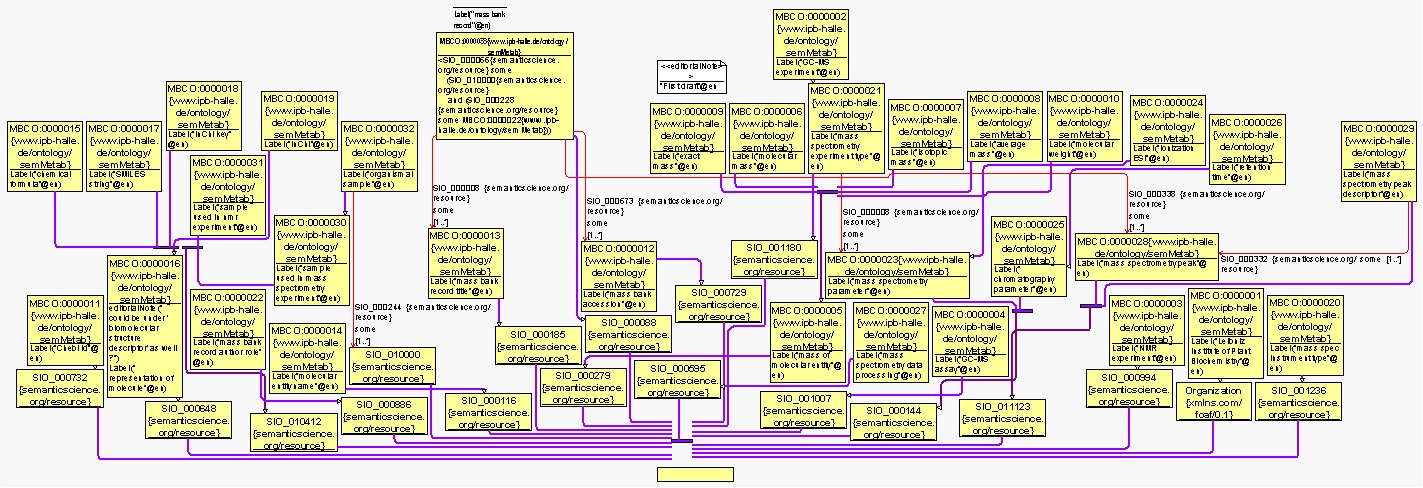 label("mass bank
record"@en)
MBCO:0000058{www.ipb-halle.de/ontology/
semMetab}
<SIO_000066{semanticscience.
org/resource} some
(SIO_010000{semanticscience.
org/resource}
and (SIO_000228
{semanticscience.org/resource}
some MBCO:0000022{www.ipb-
halle.de/ontology/semMetab}))
<<editorialNote>
>
"First draft"@en
MBCO:0000002
{www.ipb-halle.
de/ontology/
semMetab}
Label("GC-MS
experiment"@en)
MBCO:0000015
{www.ipb-halle.
de/ontology/
semMetab}
Label("chemical
formula"@en)
MBCO:0000017
{www.ipb-halle.
de/ontology/
semMetab}
Label("SMILES
string"@en)
MBCO:0000018
{www.ipb-halle.
de/ontology/
semMetab}
Label("InChI key"
@en)
MBCO:0000019
{www.ipb-halle.
de/ontology/
semMetab}
Label("InChI"@en)
MBCO:0000032
{www.ipb-halle.
de/ontology/
semMetab}
Label("organismal
sample"@en)
MBCO:0000031
{www.ipb-halle.
de/ontology/
semMetab}
Label("sample
used in nmr
experiment"@en)
MBCO:0000030
{www.ipb-halle.
de/ontology/
semMetab}
Label("sample
used in mass
spectrometry
experiment"@en)
MBCO:0000009
{www.ipb-halle.
de/ontology/
semMetab}
Label("exact
mass"@en)
MBCO:0000006
{www.ipb-halle.
de/ontology/
semMetab}
Label("molecular
mass"@en)
MBCO:0000021
{www.ipb-halle.
de/ontology/
semMetab}
Label("mass
spectrometry
experiment type"@
en)
MBCO:0000007
{www.ipb-halle.
de/ontology/
semMetab}
Label("isotopic
mass"@en)
MBCO:0000008
{www.ipb-halle.
de/ontology/
semMetab}
Label("average
mass"@en)
MBCO:0000010
{www.ipb-halle.
de/ontology/
semMetab}
Label("molecular
weight"@en)
MBCO:0000024
{www.ipb-halle.
de/ontology/
semMetab}
Label("ionization
ESI"@en)
MBCO:0000026
{www.ipb-halle.
de/ontology/
semMetab}
Label("retention
time"@en)
MBCO:0000029
{www.ipb-halle.
de/ontology/
semMetab}
Label("mass
spectrometry peak
descriptor"@en)
SIO_000008 {semanticscience.org/
resource}
some
[1..*]
SIO_000673 {semanticscience.org/
resource}
some
[1..*]
SIO_000008 {semanticscience.org/
resource}
some
[1..*]
SIO_000338 {semanticscience.org/
resource}
some
[1..*]
SIO_000332 {semanticscience.org/ some [1..*]
resource}
SIO_000244 {semanticscience.org/
resource}
some
[1..*]
MBCO:0000016
{www.ipb-halle.
de/ontology/
semMetab}
editorialNote("
could be under
biomolecular
structure
descriptor as well
?")
Label("
representation of
molecule"@en)
MBCO:0000011
{www.ipb-halle.
de/ontology/
semMetab}
Label("ChebiId"@
en)
MBCO:0000022
{www.ipb-halle.
de/ontology/
semMetab}
Label("mass bank
record author role"
@en)
MBCO:0000014
{www.ipb-halle.
de/ontology/
semMetab}
Label("molecular
entity name"@en)
MBCO:0000013
{www.ipb-halle.
de/ontology/
semMetab}
Label("mass bank
record title"@en)
MBCO:0000012
{www.ipb-halle.
de/ontology/
semMetab}
Label("mass bank
accession"@en)
SIO_001180
{semanticscience.
org/resource}
MBCO:0000023{www.ipb-halle.
de/ontology/semMetab}
Label("mass spectrometry
parameter"@en)
MBCO:0000025
{www.ipb-halle.
de/ontology/
semMetab}
Label("
chromatography
parameter"@en)
MBCO:0000028{www.ipb-halle.
de/ontology/semMetab}
Label("mass spectrometry peak"@en)
SIO_000729
{semanticscience.
org/resource}
MBCO:0000005
{www.ipb-halle.
de/ontology/
semMetab}
Label("mass of
molecular entity"@
en)
MBCO:0000027
{www.ipb-halle.
de/ontology/
semMetab}
Label("mass
spectrometry data
processing"@en)
MBCO:0000004
{www.ipb-halle.
de/ontology/
semMetab}
Label("GC-MS
assay"@en)
MBCO:0000003
{www.ipb-halle.
de/ontology/
semMetab}
Label("NMR
experiment"@en)
MBCO:0000001
{www.ipb-halle.
de/ontology/
semMetab}
Label("Leibniz
Institute of Plant
Biochemistry"@
en)
MBCO:0000020
{www.ipb-halle.
de/ontology/
semMetab}
Label("mass spec
instrument type"@
en)
SIO_000732
{semanticscience.
org/resource}
SIO_000648
{semanticscience.
org/resource}
SIO_010412
{semanticscience.
org/resource}
SIO_010000
{semanticscience.
org/resource}
SIO_000886
{semanticscience.
org/resource}
SIO_000116
{semanticscience.
org/resource}
SIO_000185
{semanticscience.
org/resource}
SIO_000088
{semanticscience.
org/resource}
SIO_000279
{semanticscience.
org/resource}
SIO_000595
{semanticscience.
org/resource}
SIO_001007
{semanticscience.
org/resource}
SIO_000144
{semanticscience.
org/resource}
SIO_011123
{semanticscience.
org/resource}
SIO_000994
{semanticscience.
org/resource}
Organization
{xmlns.com/
foaf/0.1}
SIO_001236
{semanticscience.
org/resource}